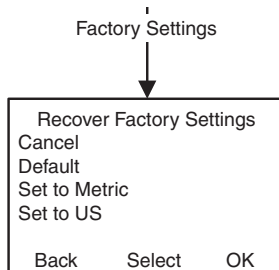 Factory Settings
Recover Factory Settings
Cancel
Default
Set to Metric
Set to US
Back Select OK